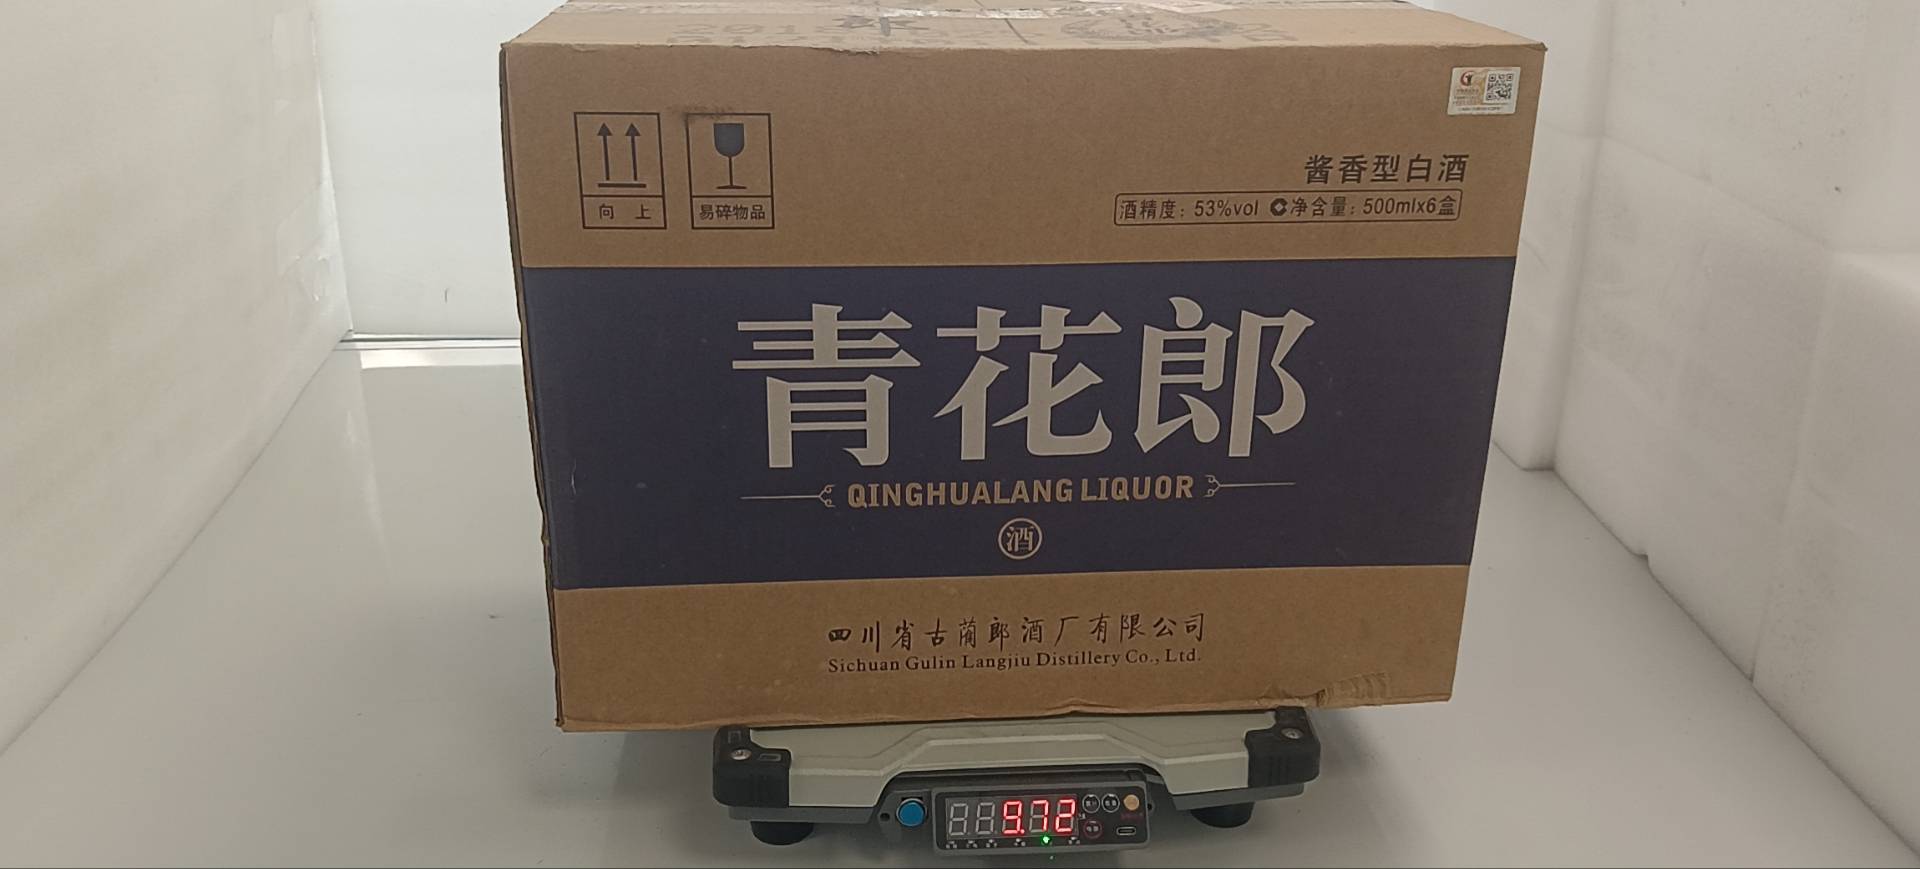 向 上
易碎物品
酱香型白酒
酒精度：53%vol 净含量：500mlx6盒
青花郎
QINGHUALANG LIQUOR
酒
四川省古蔺郎酒厂有限公司
Sichuan Gulin Langjiu Distillery Co., Ltd.
9.72